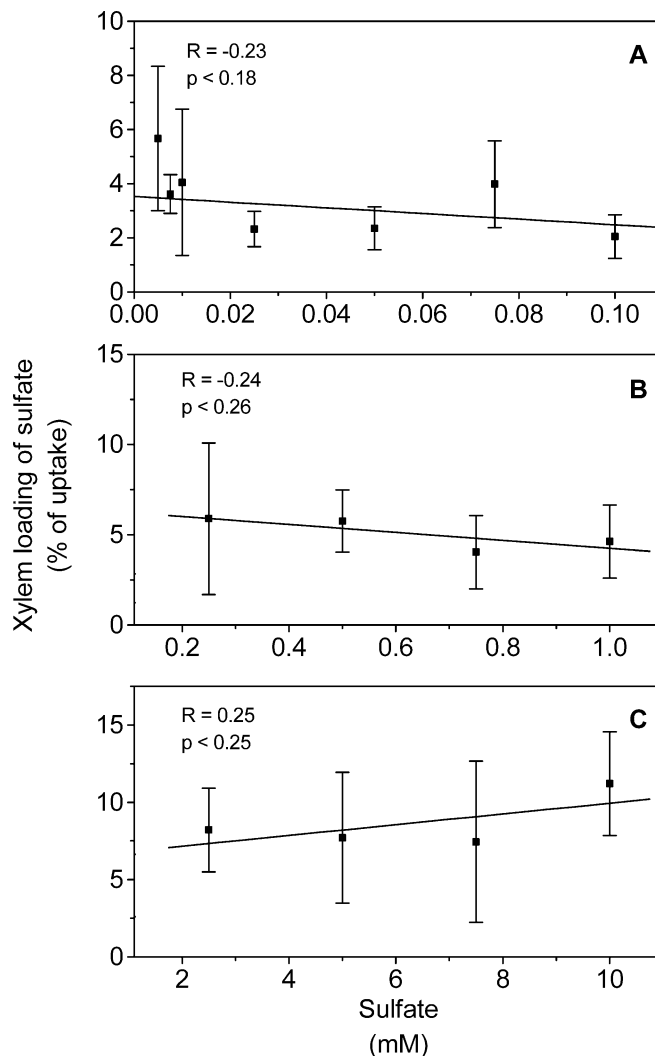 Xylem loading of sulfate
(% of uptake)
10
8
6
4
2
0
R = -0.23
p < 0.18
A
0.00 0.02 0.04 0.06 0.08 0.10
15
10
5
0
R = -0.24
p < 0.26
B
0.2 0.4 0.6 0.8 1.0
15
10
5
0
R = 0.25
p < 0.25
C
2 4 6 8 10
Sulfate
(mM)